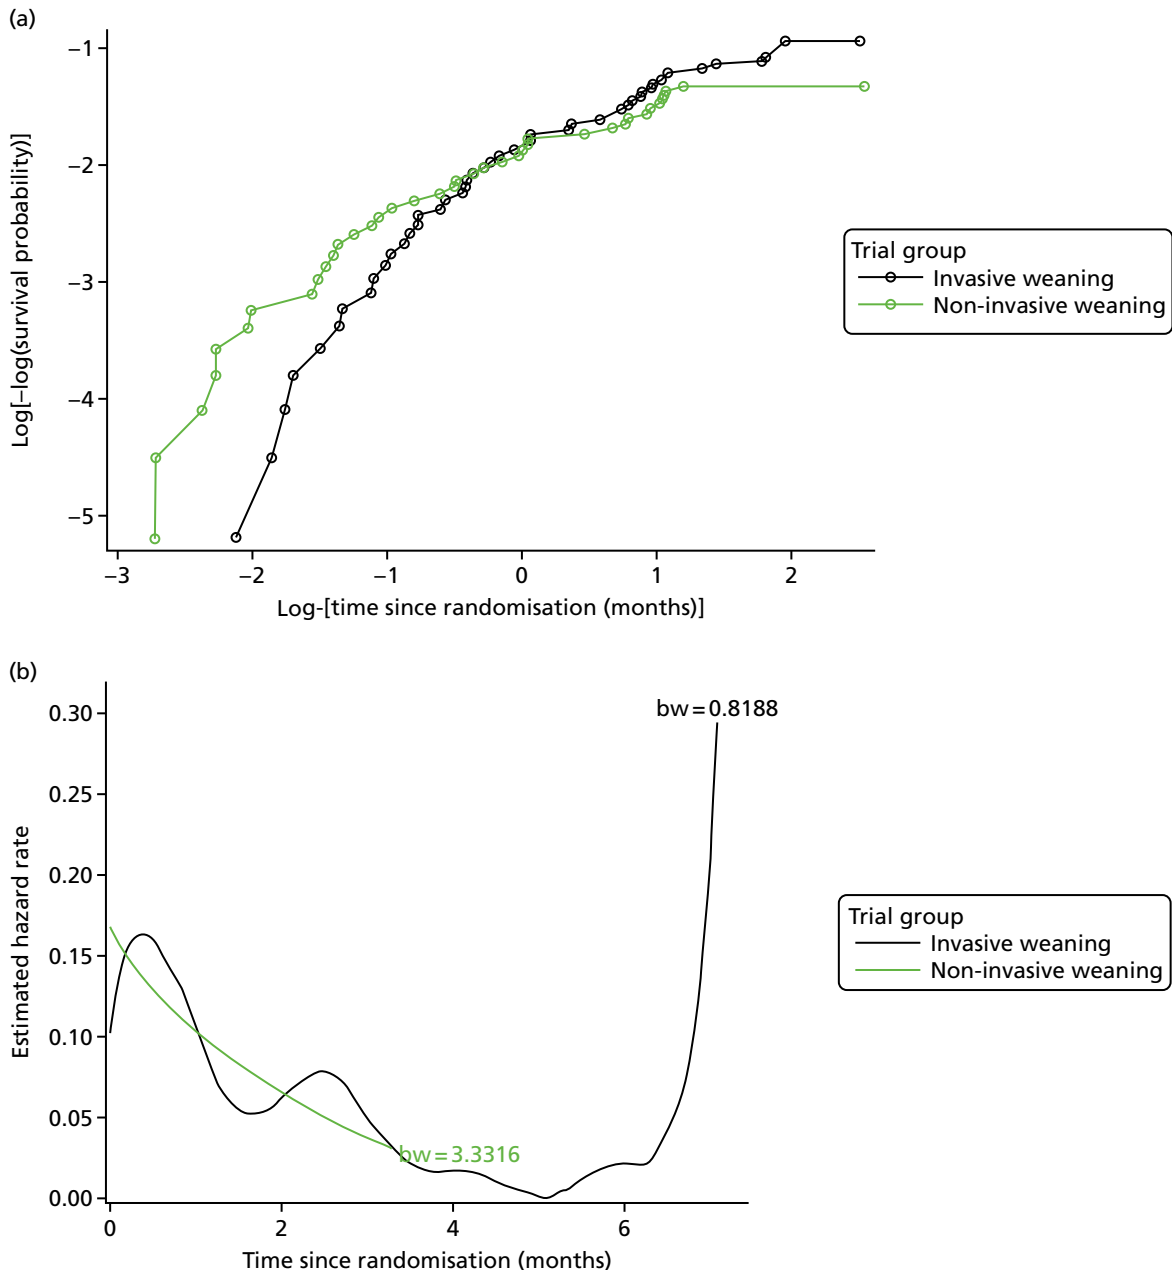 (a)
−1
−2
−3
−4
−5
Log[−log(survival probability)]
−3
−2
−1
0
1
2
Log-[time since randomisation (months)]
Trial group
Invasive weaning
Non-invasive weaning
(b)
0.30
0.25
0.20
0.15
0.10
0.05
0.00
Estimated hazard rate
bw=0.8188
bw=3.3316
0
2
4
6
Time since randomisation (months)
Trial group
Invasive weaning
Non-invasive weaning